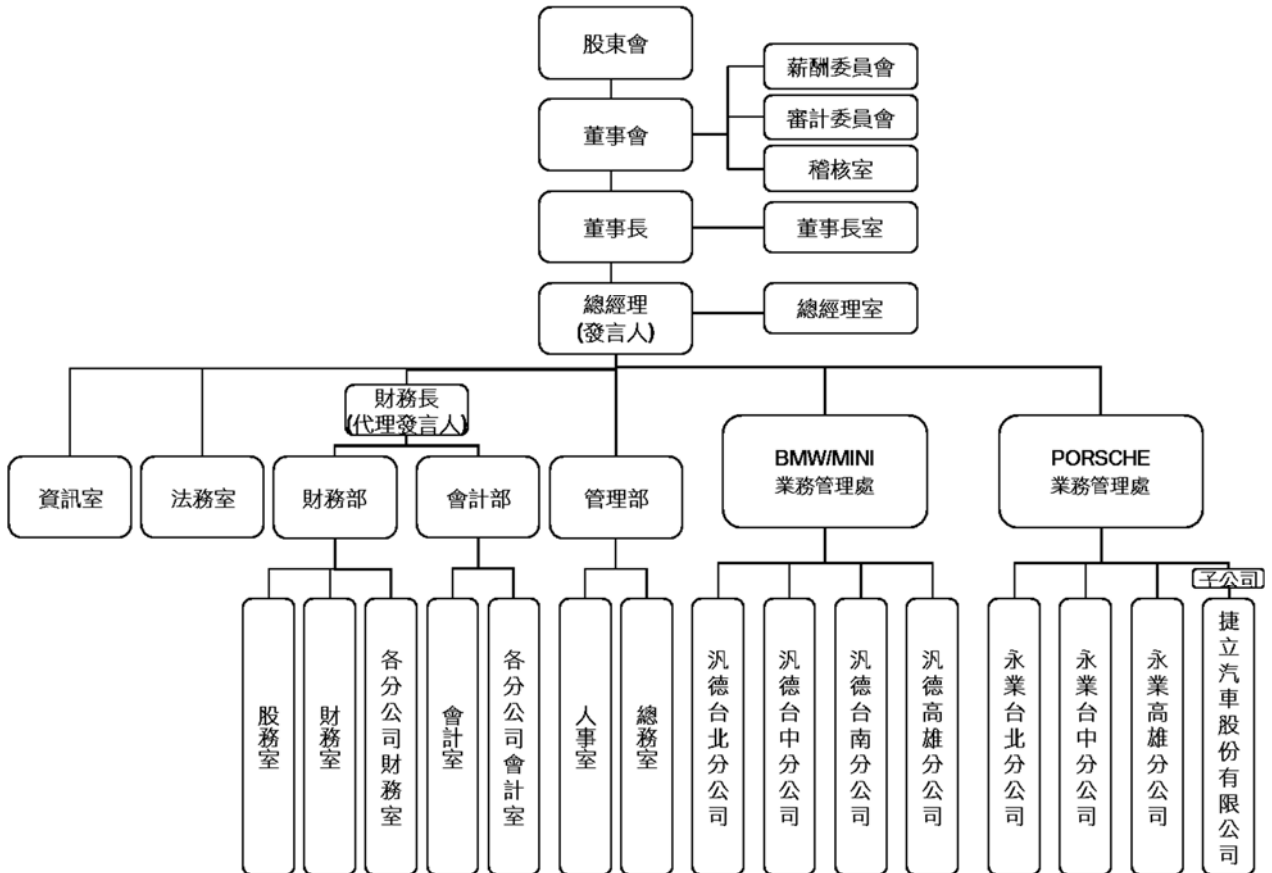 股東會
薪酬委員會
董事會
審計委員會
稽核室
董事長
董事長室
總經理
(發言人)
總經理室
財務長
(代理發言人)
資訊室
法務室
財務部
會計部
管理部
BMW/MINI
業務管理處
PORSCHE
業務管理處
股務室
財務室
各分公司財務室
會計室
各分公司會計室
人事室
總務室
汎德台北分公司
汎德台中分公司
汎德台南分公司
汎德高雄分公司
永業台北分公司
永業台中分公司
永業高雄分公司
子公司
捷立汽車股份有限公司